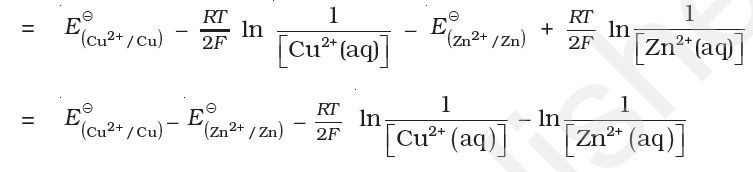 = E⊖(Cu²⁺/Cu) − RT/2F ln 1/[Cu²⁺(aq)] − E⊖(Zn²⁺/Zn) + RT/2F ln 1/[Zn²⁺(aq)]
= E⊖(Cu²⁺/Cu) − E⊖(Zn²⁺/Zn) − RT/2F ln 1/[Cu²⁺(aq)] − ln 1/[Zn²⁺(aq)]